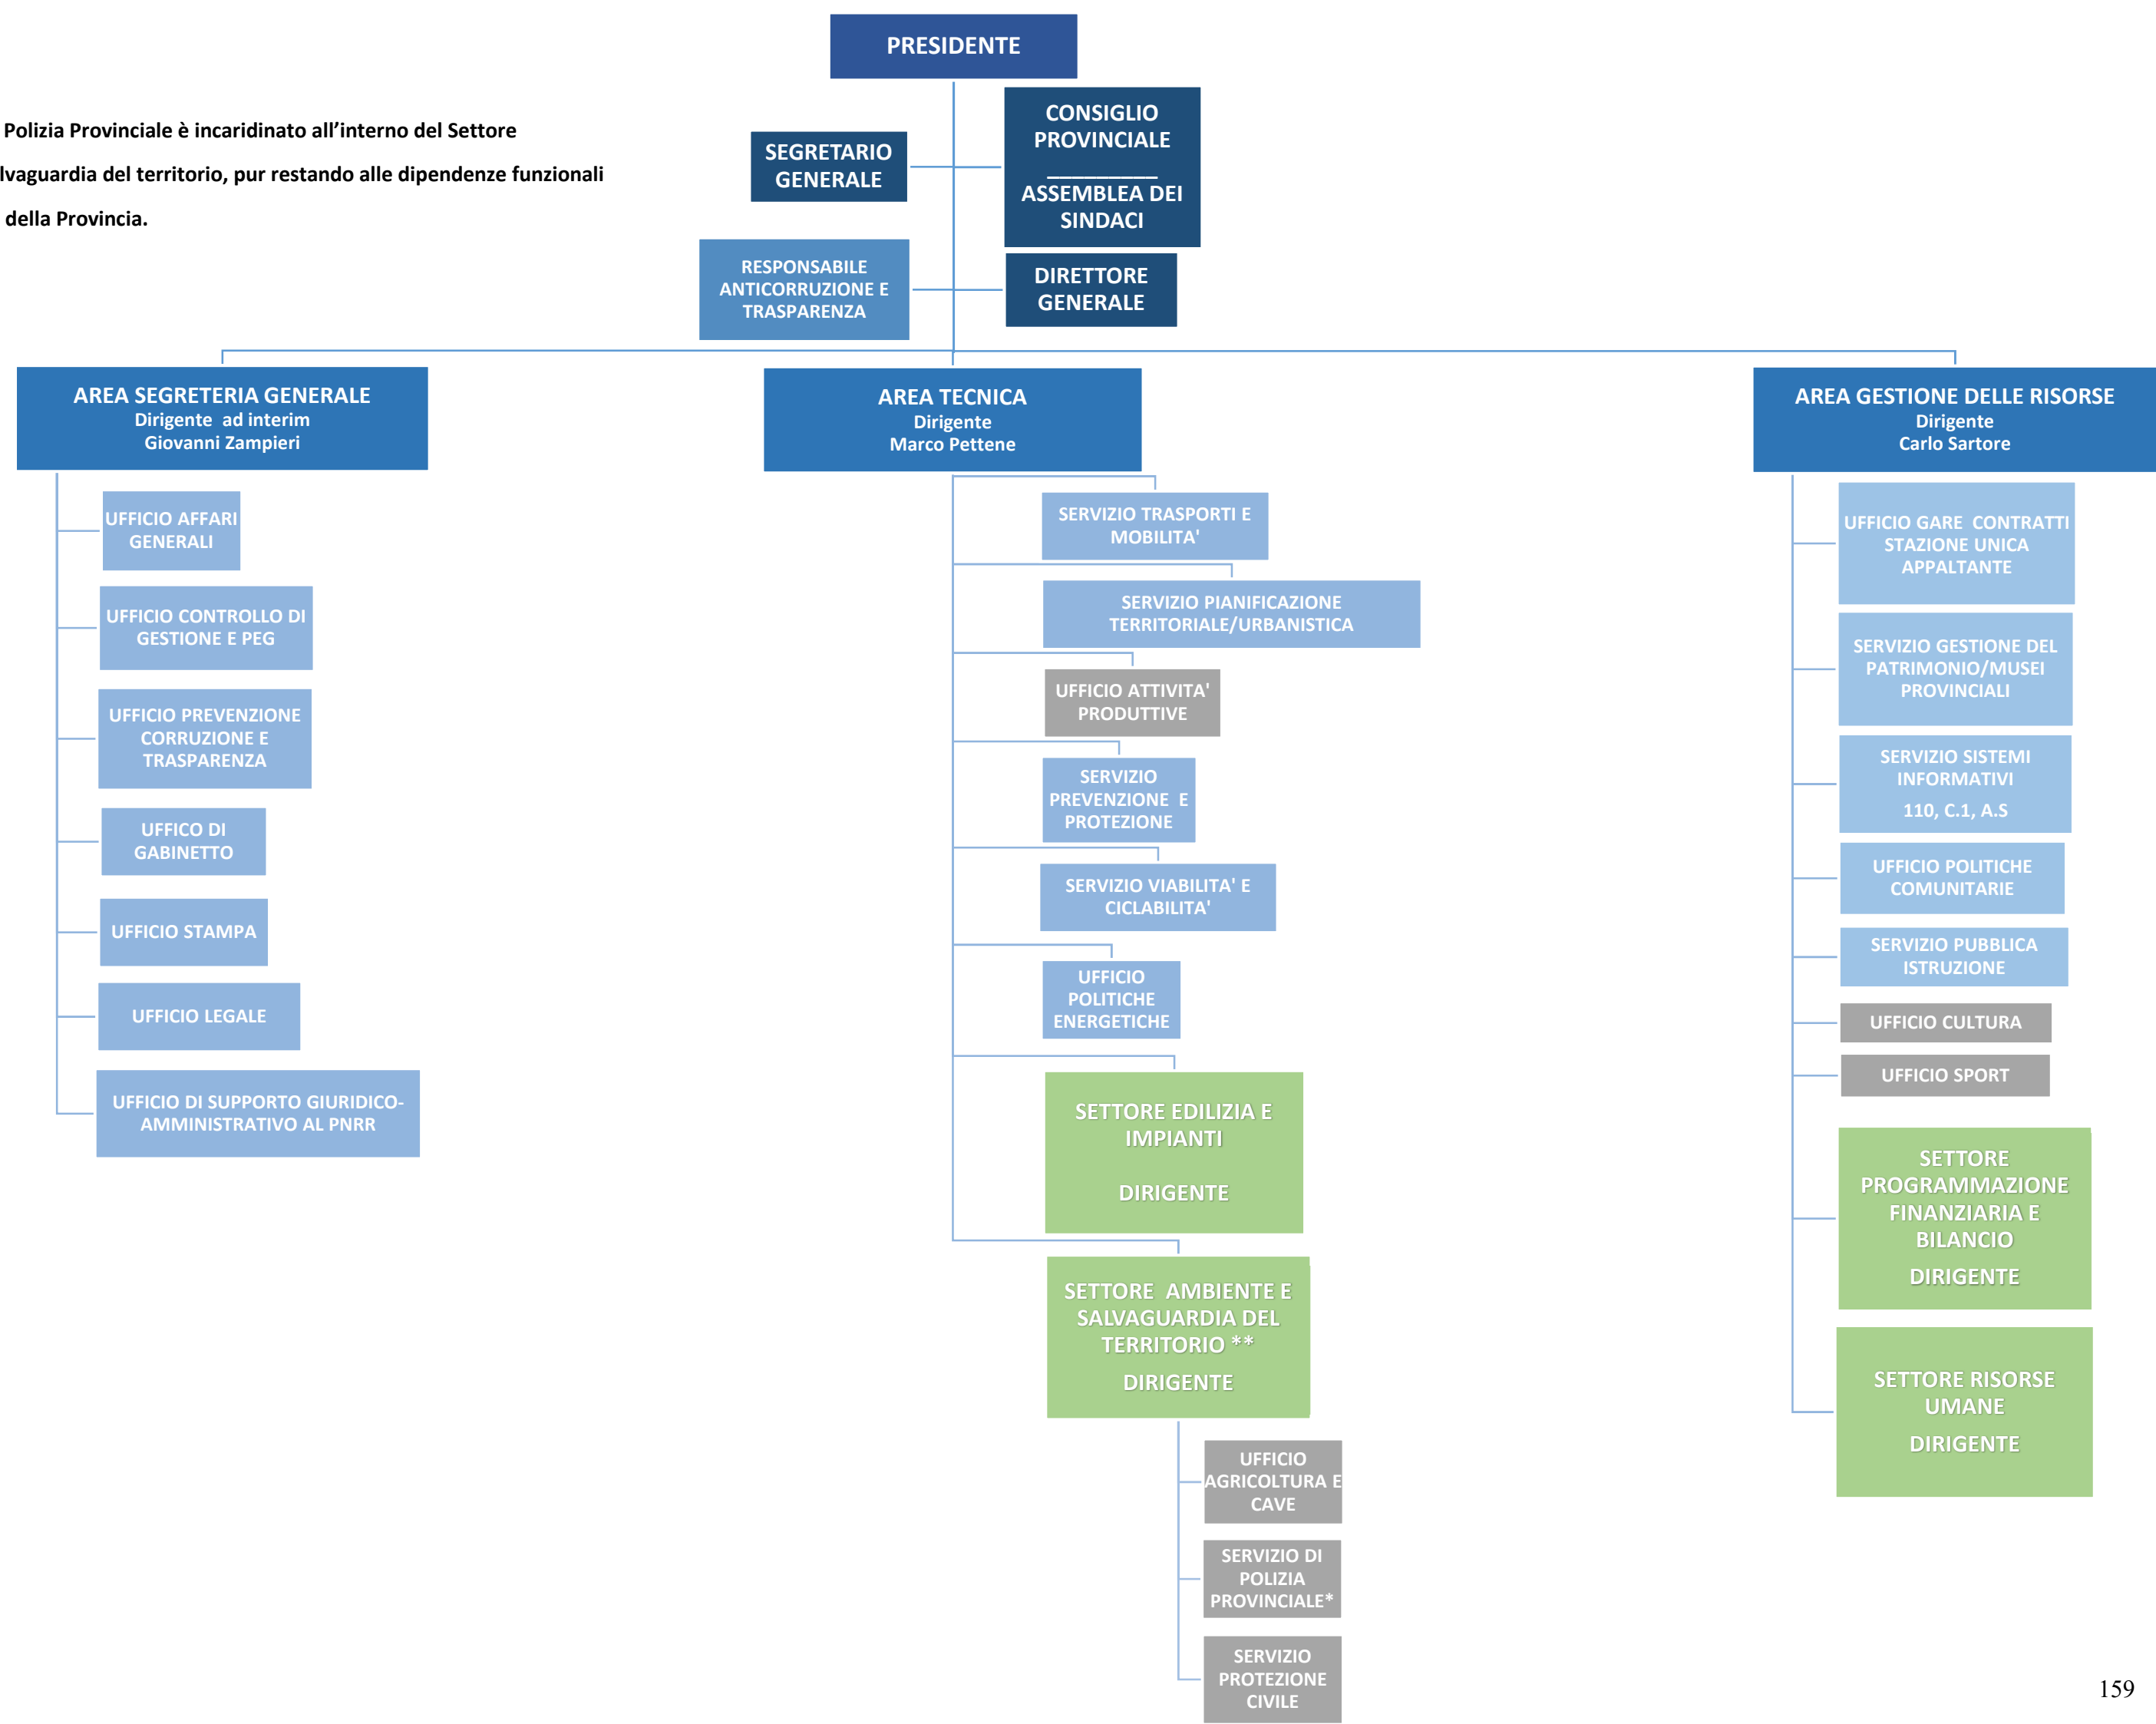 PRESIDENTE
Polizia Provinciale è incaridinato all'interno del Settore
lvaguardia del territorio, pur restando alle dipendenze funzionali
della Provincia.
SEGRETARIO
GENERALE
CONSIGLIO
PROVINCIALE
_________
ASSEMBLEA DEI
SINDACI
RESPONSABILE
ANTICORRUZIONE E
TRASPARENZA
DIRETTORE
GENERALE
AREA SEGRETERIA GENERALE
Dirigente ad interim
Giovanni Zampieri
UFFICIO AFFARI
GENERALI
UFFICIO CONTROLLO DI
GESTIONE E PEG
UFFICIO PREVENZIONE
CORRUZIONE E
TRASPARENZA
UFFICO DI
GABINETTO
UFFICIO STAMPA
UFFICIO LEGALE
UFFICIO DI SUPPORTO GIURIDICO-
AMMINISTRATIVO AL PNRR
AREA TECNICA
Dirigente
Marco Pettene
SERVIZIO TRASPORTI E
MOBILITA'
SERVIZIO PIANIFICAZIONE
TERRITORIALE/URBANISTICA
UFFICIO ATTIVITA'
PRODUTTIVE
SERVIZIO
PREVENZIONE E
PROTEZIONE
SERVIZIO VIABILITA' E
CICLABILITA'
UFFICIO
POLITICHE
ENERGETICHE
SETTORE EDILIZIA E
IMPIANTI
DIRIGENTE
SETTORE AMBIENTE E
SALVAGUARDIA DEL
TERRITORIO **
DIRIGENTE
UFFICIO
AGRICOLTURA E
CAVE
SERVIZIO DI
POLIZIA
PROVINCIALE*
SERVIZIO
PROTEZIONE
CIVILE
AREA GESTIONE DELLE RISORSE
Dirigente
Carlo Sartore
UFFICIO GARE CONTRATTI
STAZIONE UNICA
APPALTANTE
SERVIZIO GESTIONE DEL
PATRIMONIO/MUSEI
PROVINCIALI
SERVIZIO SISTEMI
INFORMATIVI
110, C.1, A.S
UFFICIO POLITICHE
COMUNITARIE
SERVIZIO PUBBLICA
ISTRUZIONE
UFFICIO CULTURA
UFFICIO SPORT
SETTORE
PROGRAMMAZIONE
FINANZIARIA E
BILANCIO
DIRIGENTE
SETTORE RISORSE
UMANE
DIRIGENTE
159